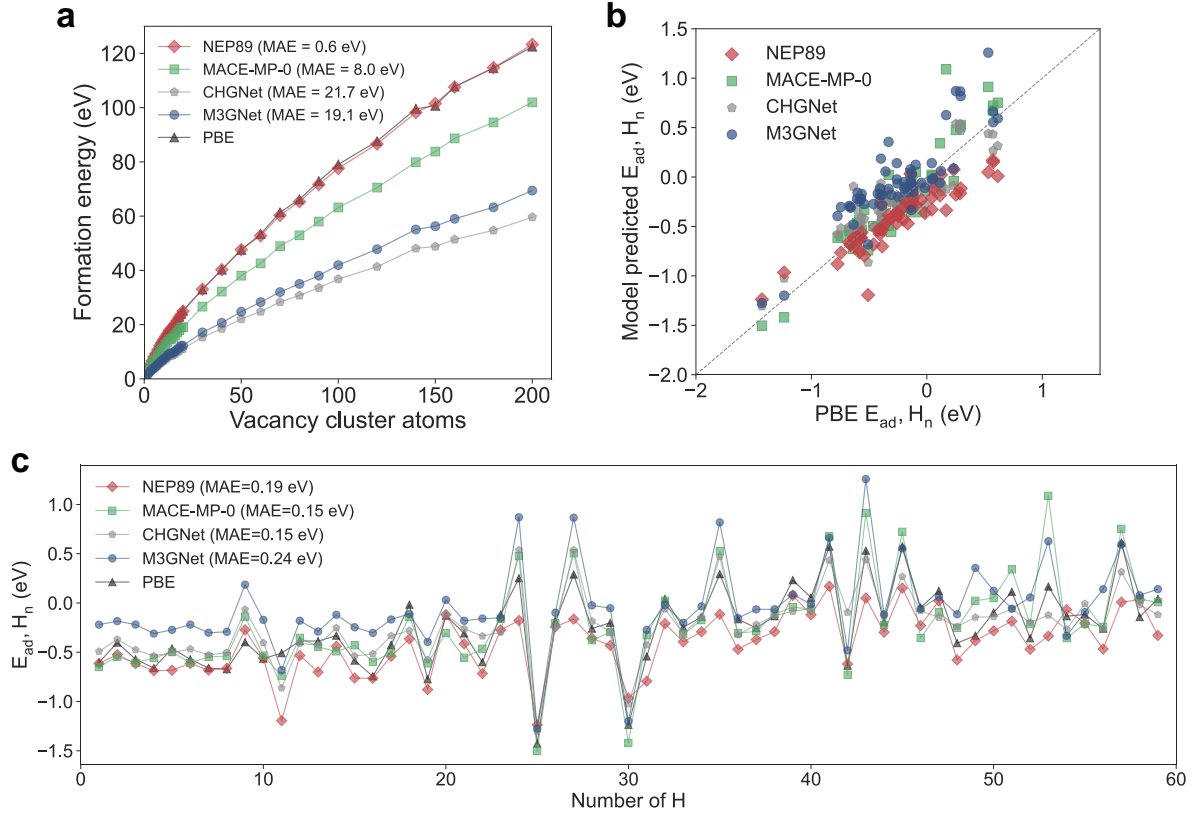 a
Formation energy (eV)
120
100
80
60
40
20
0
NEP89 (MAE = 0.6 eV)
MACE-MP-0 (MAE = 8.0 eV)
CHGNet (MAE = 21.7 eV)
M3GNet (MAE = 19.1 eV)
PBE
0 50 100 150 200
Vacancy cluster atoms
b
Model predicted E_ad, H_n (eV)
1.5
1.0
0.5
0.0
−0.5
−1.0
−1.5
−2.0
NEP89
MACE-MP-0
CHGNet
M3GNet
−2 −1 0 1
PBE E_ad, H_n (eV)
c
E_ad, H_n (eV)
1.0
0.5
0.0
−0.5
−1.0
−1.5
NEP89 (MAE=0.19 eV)
MACE-MP-0 (MAE=0.15 eV)
CHGNet (MAE=0.15 eV)
M3GNet (MAE=0.24 eV)
PBE
0 10 20 30 40 50 60
Number of H